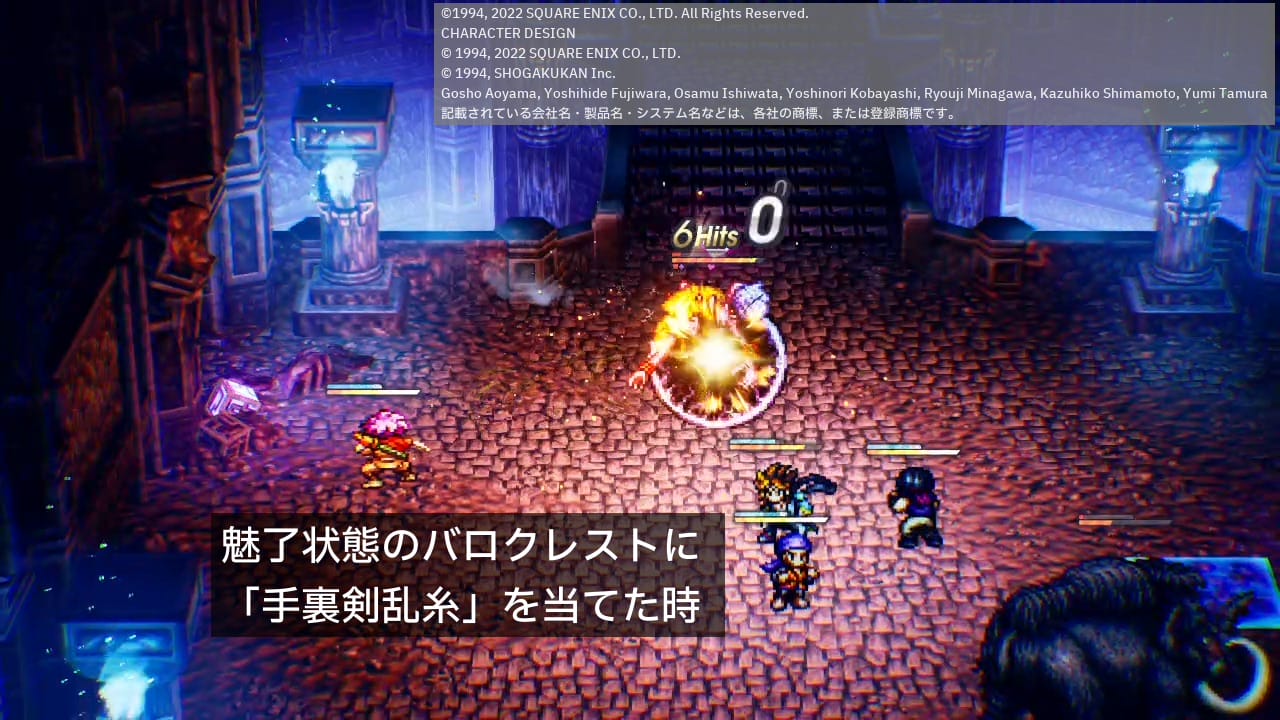 ©1994, 2022 SQUARE ENIX CO., LTD. All Rights Reserved.
CHARACTER DESIGN
© 1994, 2022 SQUARE ENIX CO., LTD.
© 1994, SHOGAKUKAN Inc.
Gosho Aoyama, Yoshihide Fujiwara, Osamu Ishiwata, Yoshinori Kobayashi, Ryouji Minagawa, Kazuhiko Shimamoto, Yumi Tamura
記載されている会社名・製品名・システム名などは、各社の商標、または登録商標です。
0
6 Hits 0
魅了状態のバロクレストに
「手裏剣乱糸」を当てた時